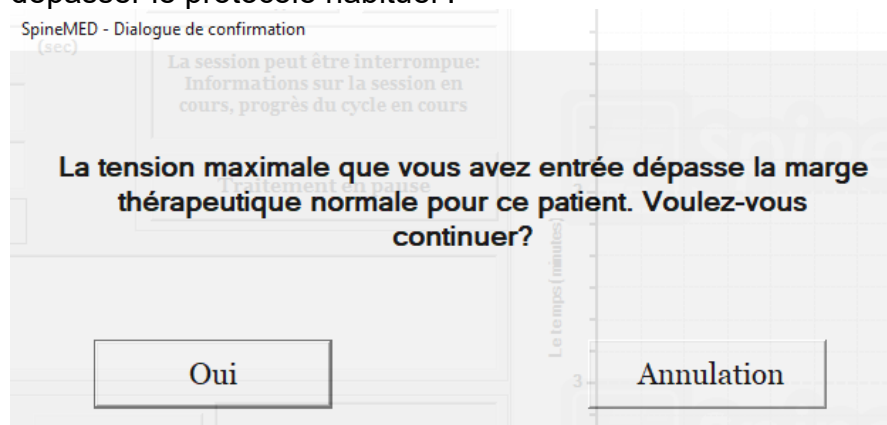 dépasser le protocole habituel :
SpineMED - Dialogue de confirmation
(sec)
La session peut être interrompue:
Informations sur la session en
cours, progrès du cycle en cours
La tension maximale que vous avez entrée dépasse la marge
Traitement en pause
thérapeutique normale pour ce patient. Voulez-vous
continuer?
Le temps (minutes)
Oui
Annulation
3